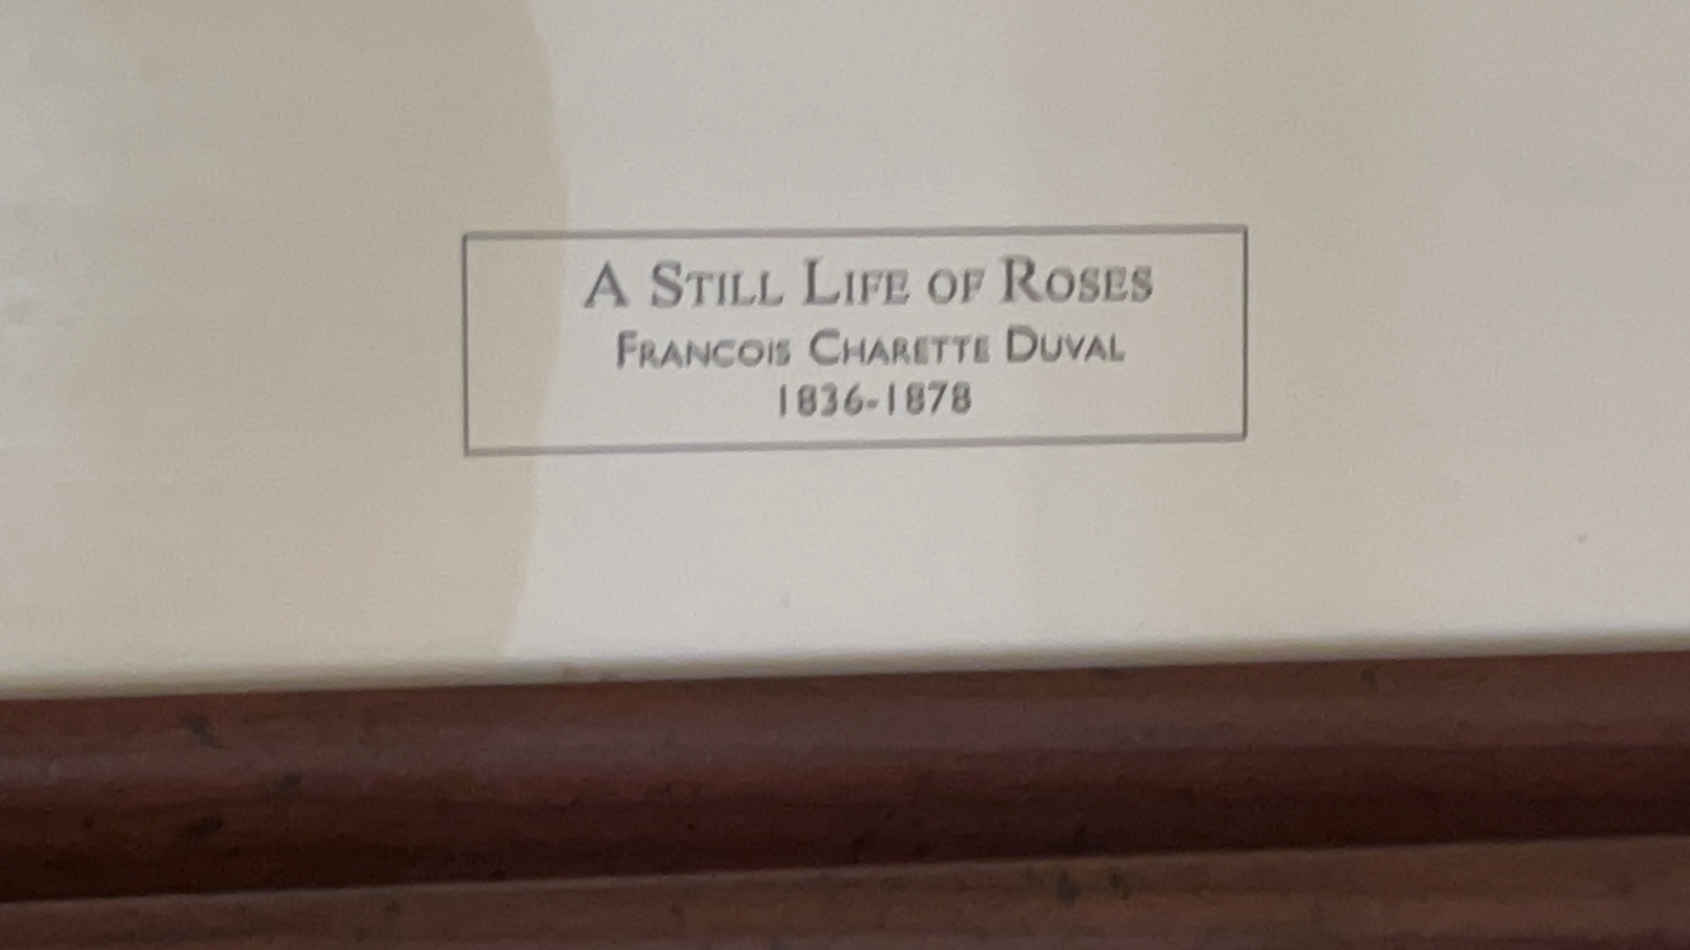 A STILL LIFE OF ROSES
FRANCOIS CHARETTE DUVAL
1836-1878